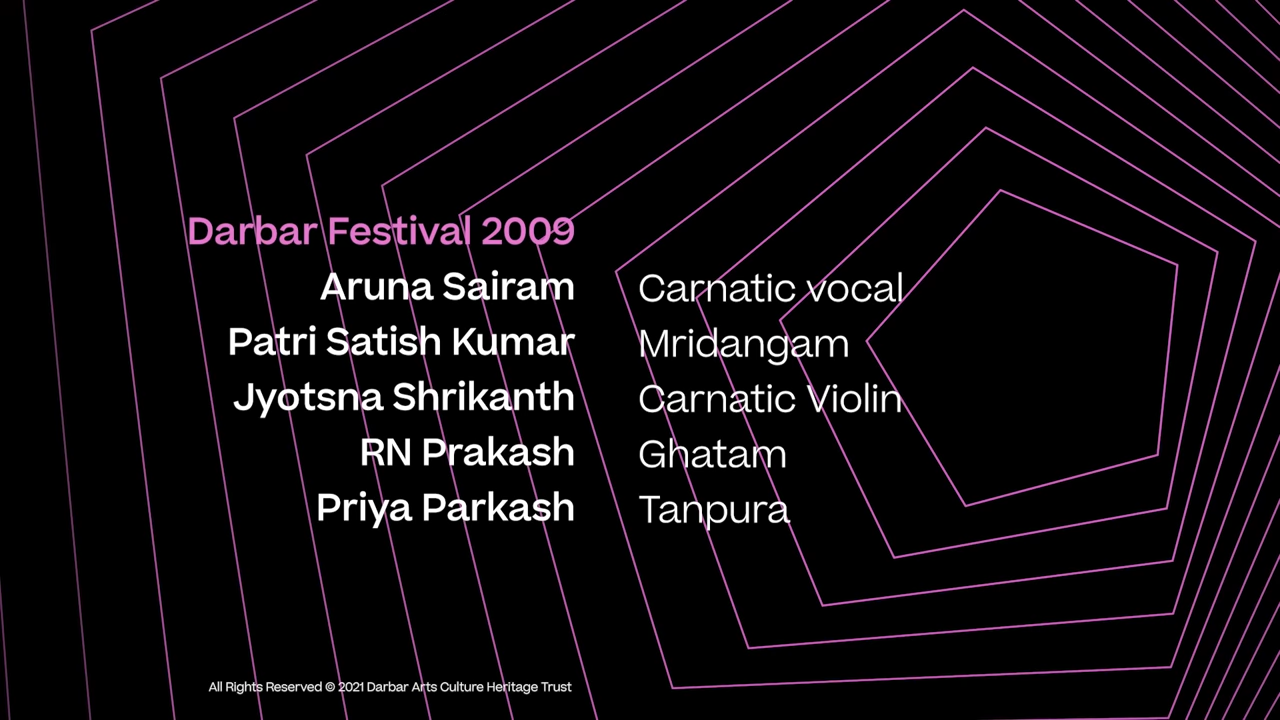 Darbar Festival 2009
Aruna Sairam Carnatic vocal
Patri Satish Kumar Mridangam
Jyotsna Shrikanth Carnatic Violin
RN Prakash Ghatam
Priya Parkash Tanpura
All Rights Reserved © 2021 Darbar Arts Culture Heritage Trust